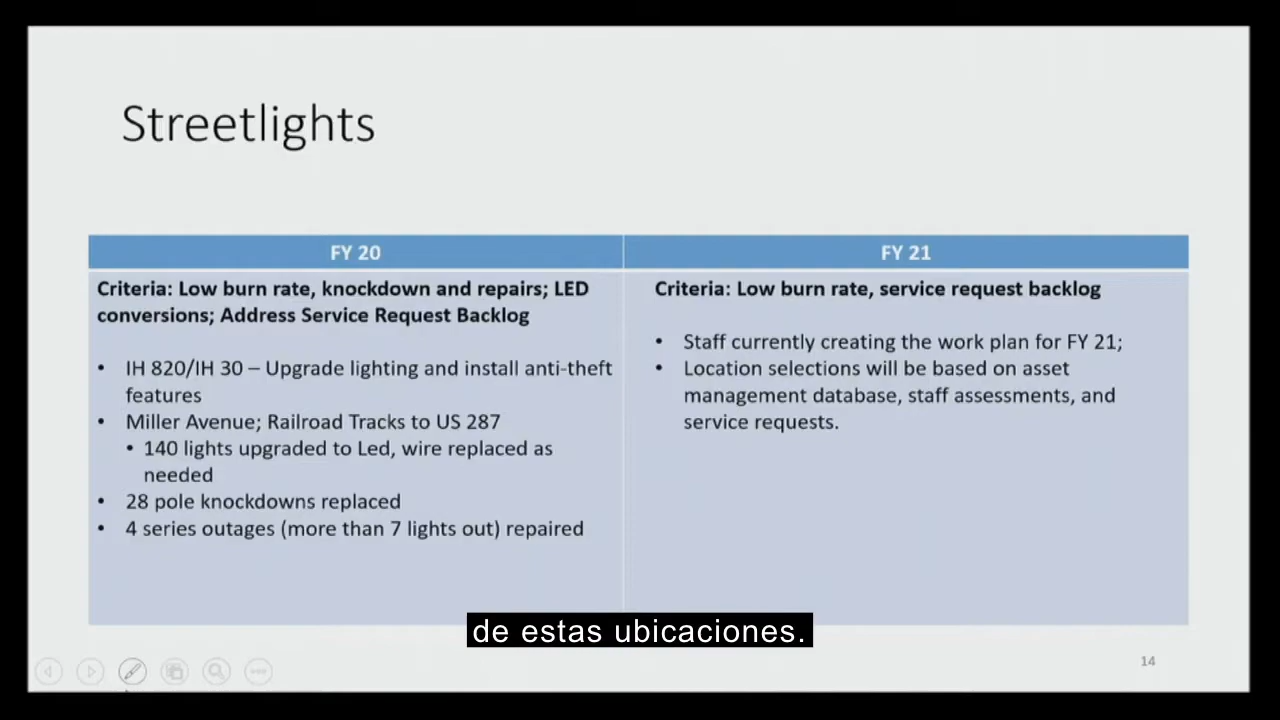 Streetlights
FY 20
Criteria: Low burn rate, knockdown and repairs; LED
conversions; Address Service Request Backlog
• IH 820/IH 30 – Upgrade lighting and install anti-theft
features
• Miller Avenue; Railroad Tracks to US 287
• 140 lights upgraded to Led, wire replaced as
needed
• 28 pole knockdowns replaced
• 4 series outages (more than 7 lights out) repaired
FY 21
Criteria: Low burn rate, service request backlog
• Staff currently creating the work plan for FY 21;
• Location selections will be based on asset
management database, staff assessments, and
service requests.
de estas ubicaciones.
14